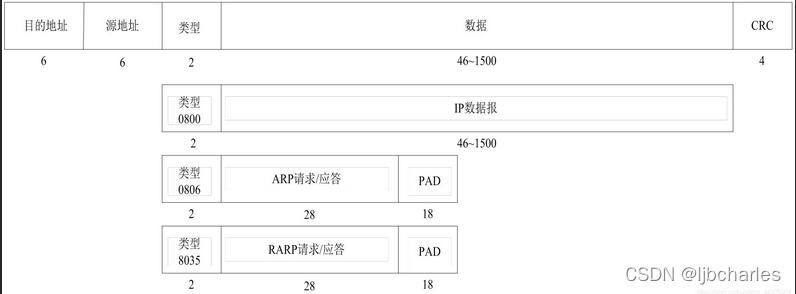 目的地址 源地址 类型 数据 CRC
6 6 2 46~1500 4
类型
0800 IP数据报
2 46~1500
类型
0806 ARP请求/应答 PAD
2 28 18
类型
8035 RARP请求/应答 PAD
2 28 18
CSDN @ljbcharles